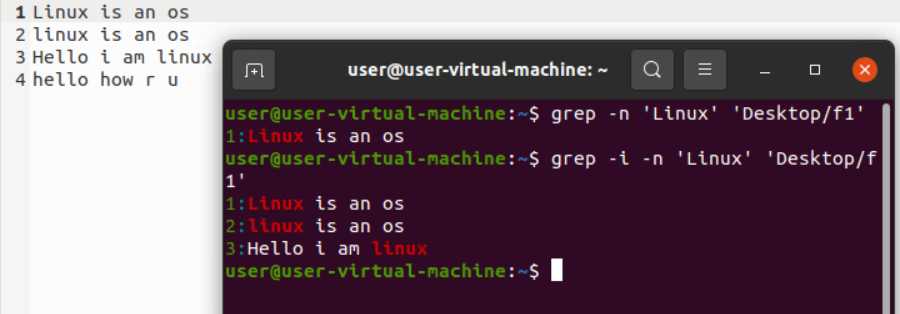 1 Linux is an os
2 linux is an os
3 Hello i am linux
4 hello how r u
user@user-virtual-machine: ~
user@user-virtual-machine:~$ grep -n 'Linux' 'Desktop/f1'
1:Linux is an os
user@user-virtual-machine:~$ grep -i -n 'Linux' 'Desktop/f
1'
1:Linux is an os
2:linux is an os
3:Hello i am linux
user@user-virtual-machine:~$